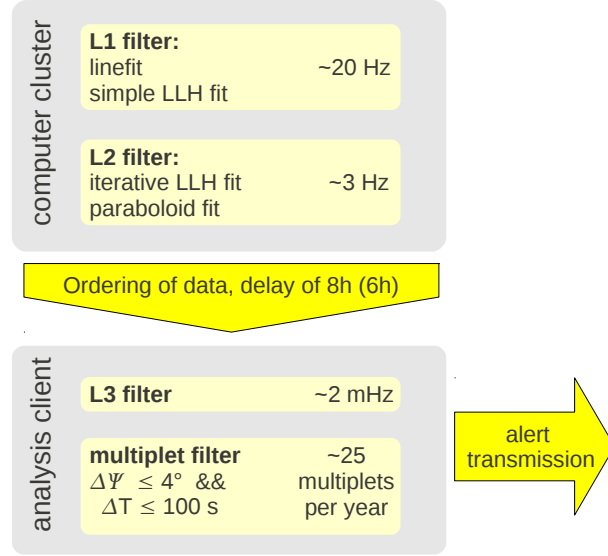 computer cluster
L1 filter:
linefit ~20 Hz
simple LLH fit
L2 filter:
iterative LLH fit ~3 Hz
paraboloid fit
Ordering of data, delay of 8h (6h)
analysis client
L3 filter ~2 mHz
multiplet filter ~25
ΔΨ ≤ 4° && multiplets
ΔT ≤ 100 s per year
alert
transmission